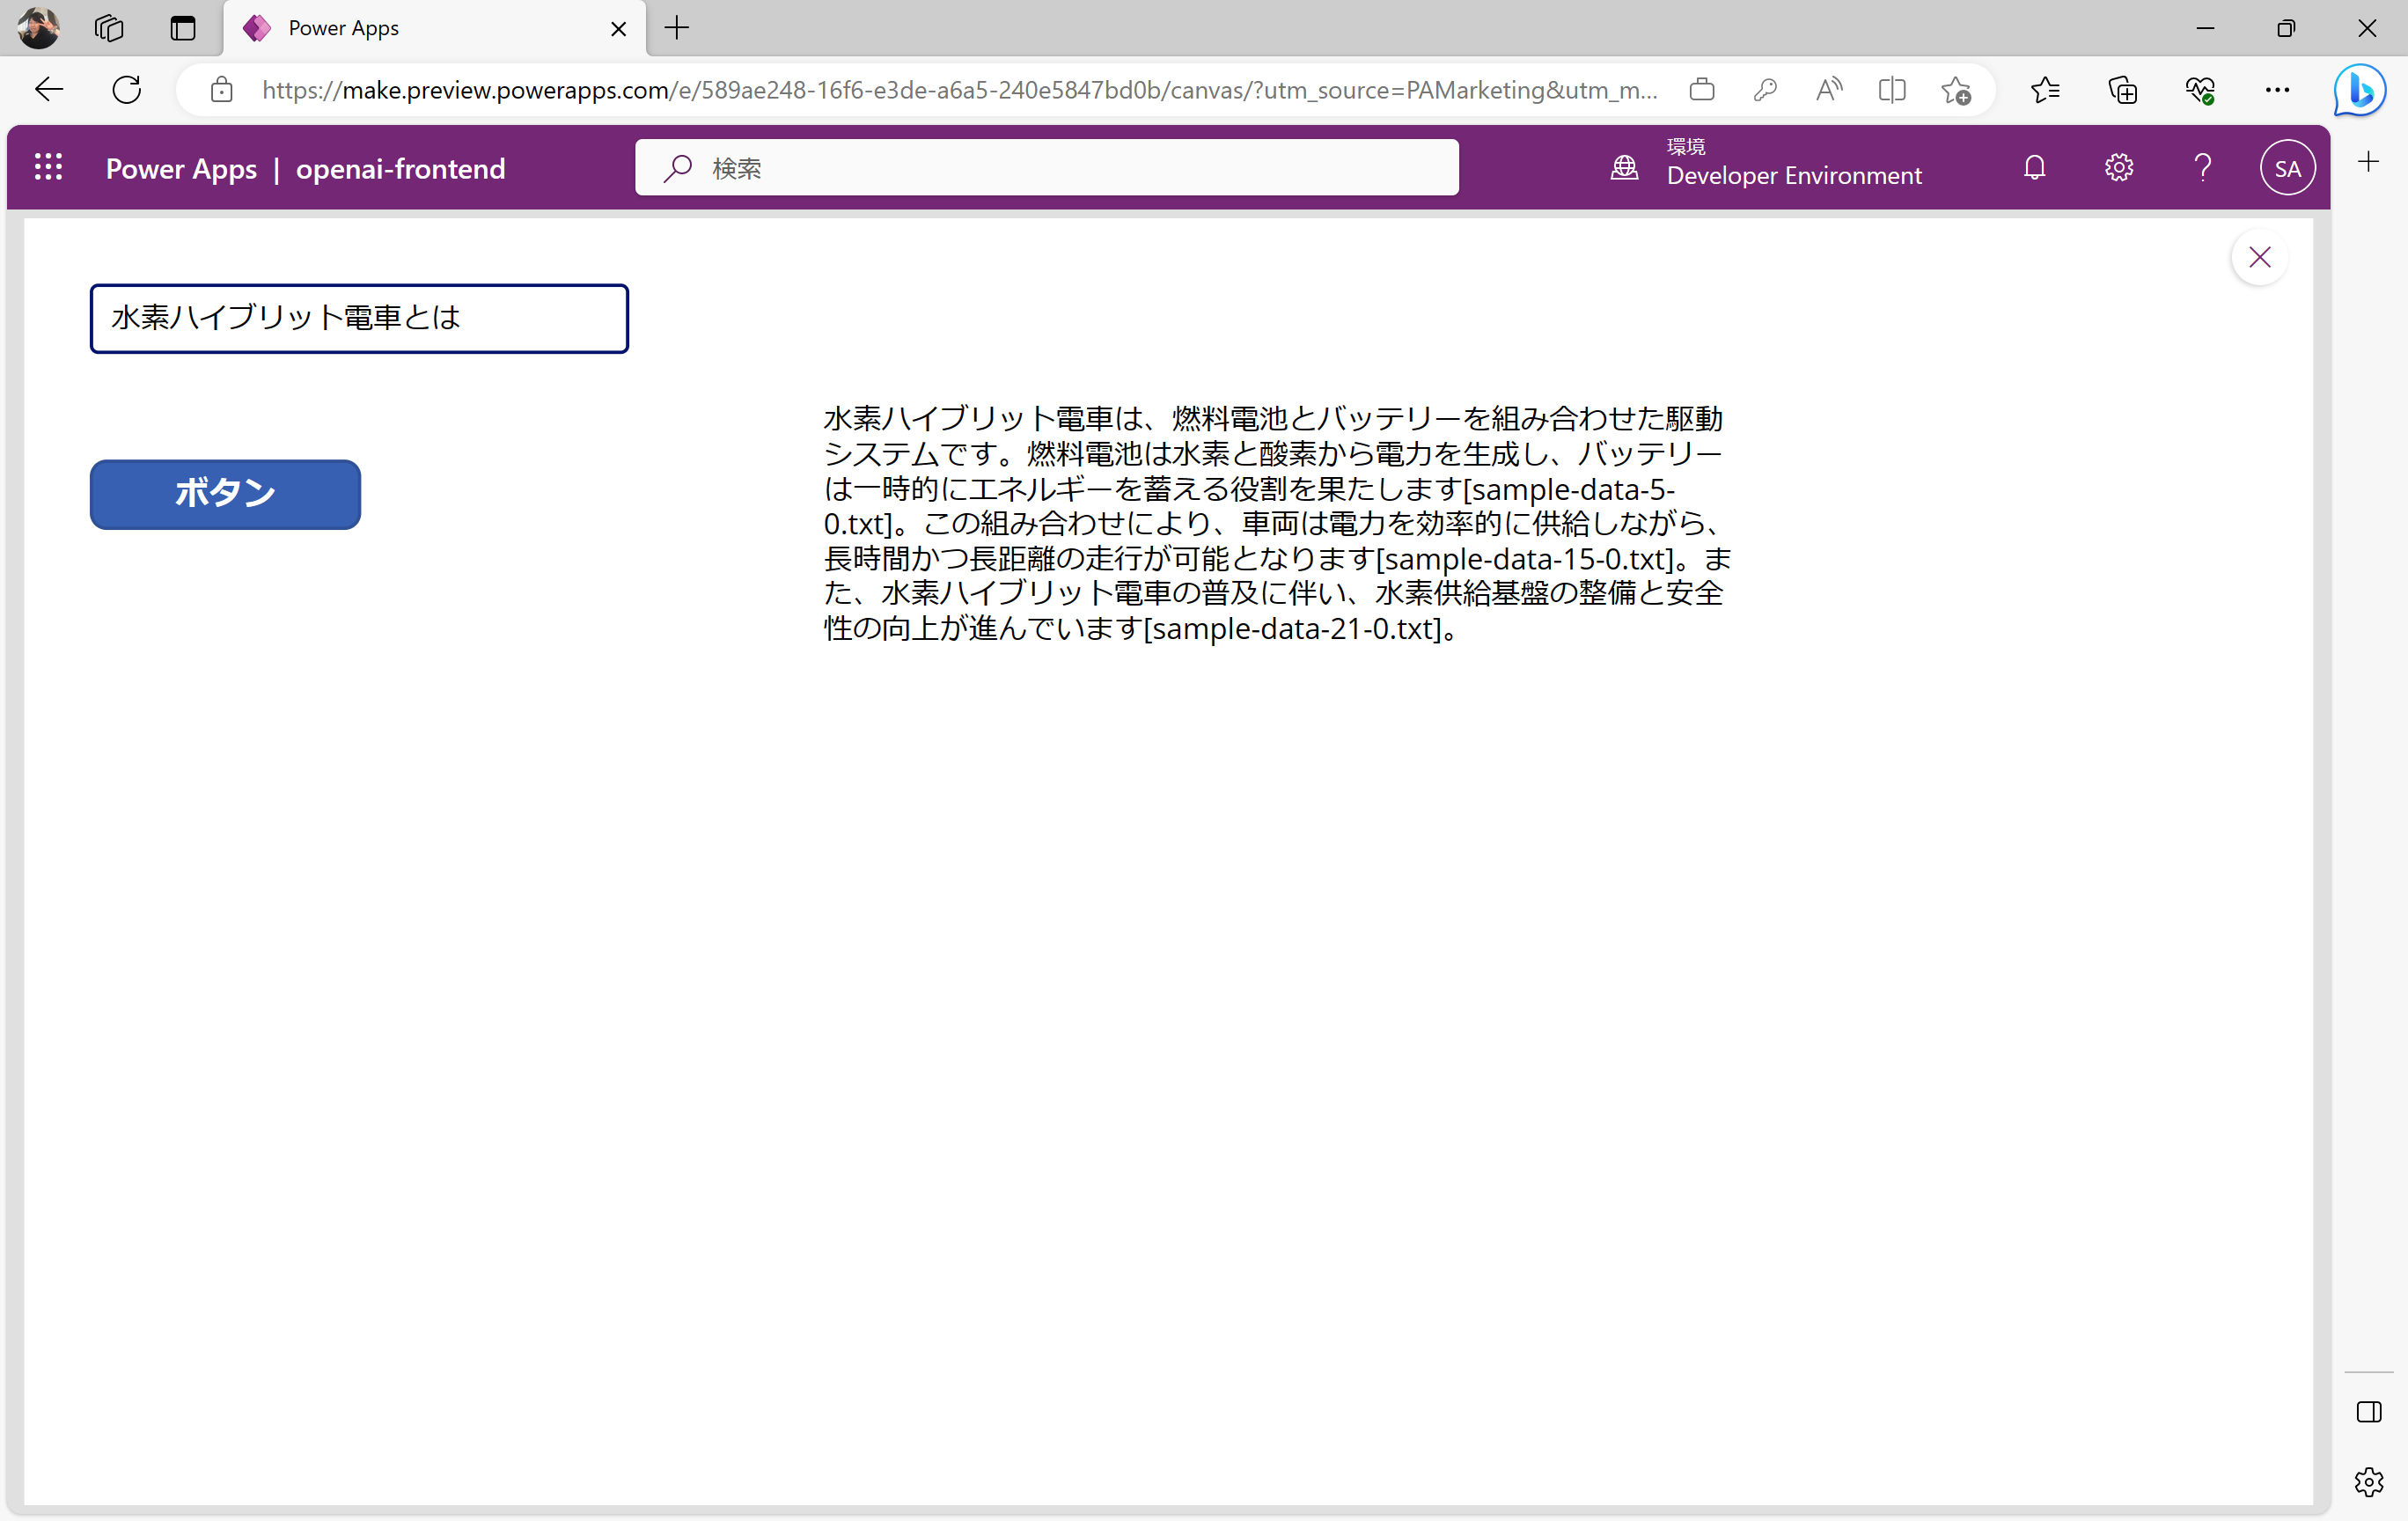 Power Apps
https://make.preview.powerapps.com/e/589ae248-16f6-e3de-a6a5-240e5847bd0b/canvas/?utm_source=PAMarketing&utm_m...
Power Apps | openai-frontend
検索
環境
Developer Environment
SA
水素ハイブリット電車とは
ボタン
水素ハイブリット電車は、燃料電池とバッテリーを組み合わせた駆動
システムです。燃料電池は水素と酸素から電力を生成し、バッテリー
は一時的にエネルギーを蓄える役割を果たします[sample-data-5-
0.txt]。この組み合わせにより、車両は電力を効率的に供給しながら、
長時間かつ長距離の走行が可能となります[sample-data-15-0.txt]。ま
た、水素ハイブリット電車の普及に伴い、水素供給基盤の整備と安全
性の向上が進んでいます[sample-data-21-0.txt]。